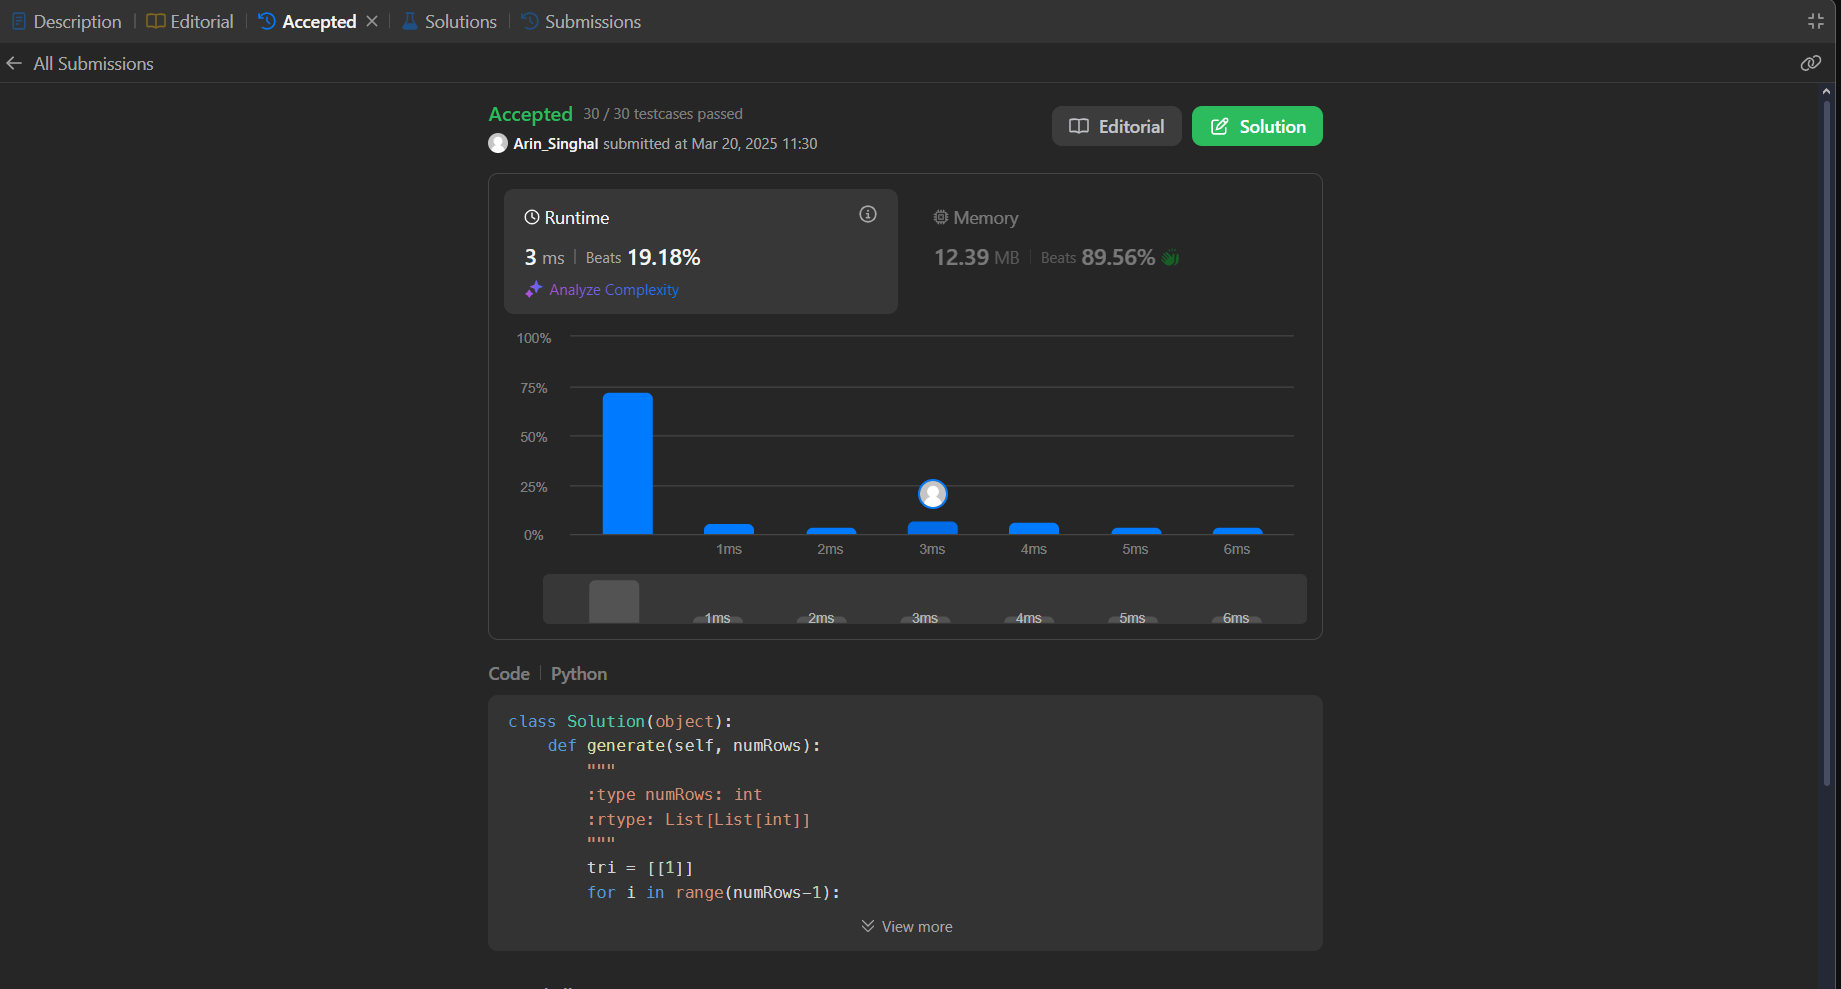 Description | Editorial | Accepted | Solutions | Submissions
All Submissions
Accepted 30 / 30 testcases passed
Editorial
Solution
Arin_Singhal submitted at Mar 20, 2025 11:30
Runtime
3 ms | Beats 19.18%
Analyze Complexity
Memory
12.39 MB | Beats 89.56%
100%
75%
50%
25%
0%
1ms 2ms 3ms 4ms 5ms 6ms
1ms 2ms 3ms 4ms 5ms 6ms
Code | Python
class Solution(object):
    def generate(self, numRows):
        """
        :type numRows: int
        :rtype: List[List[int]]
        """
        tri = [[1]]
        for i in range(numRows-1):
View more